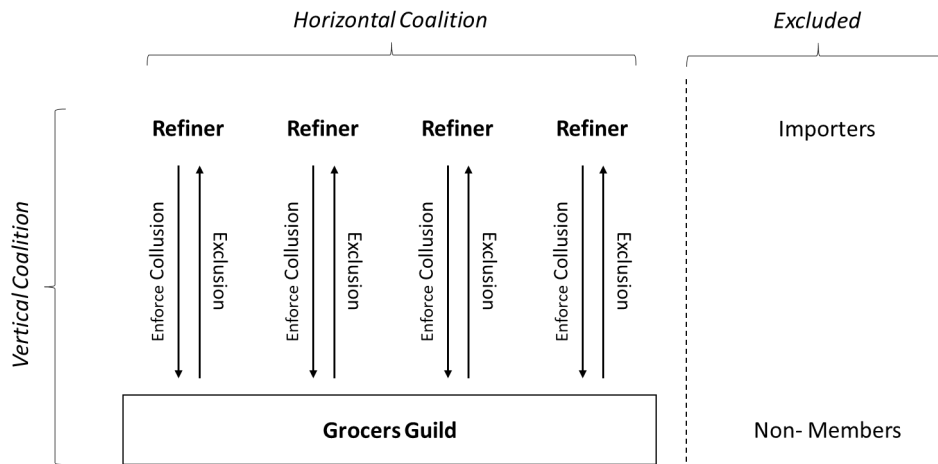 Horizontal Coalition
Excluded
Refiner
Refiner
Refiner
Refiner
Importers
Vertical Coalition
Enforce Collusion
Exclusion
Enforce Collusion
Exclusion
Enforce Collusion
Exclusion
Enforce Collusion
Exclusion
Grocers Guild
Non- Members